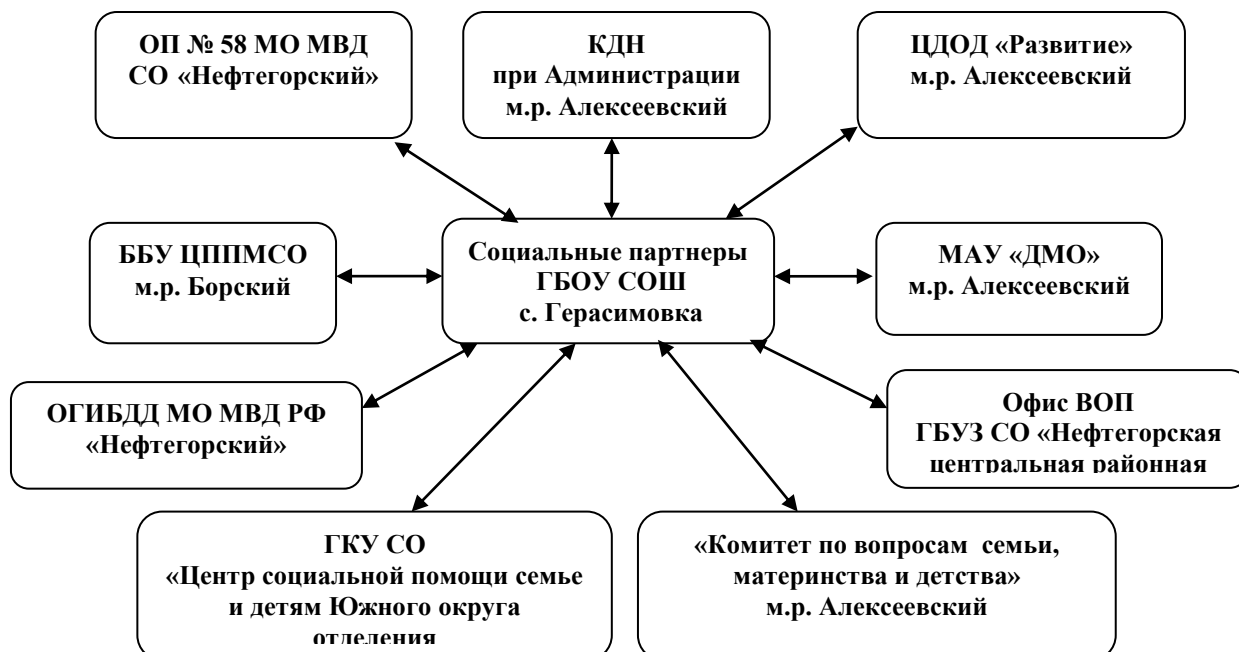 ОП № 58 МО МВД
СО «Нефтегорский»
КДН
при Администрации
м.р. Алексеевский
ЦДОД «Развитие»
м.р. Алексеевский
ББУ ЦППМСО
м.р. Борский
Социальные партнеры
ГБОУ СОШ
с. Герасимовка
МАУ «ДМО»
м.р. Алексеевский
ОГИБДД МО МВД РФ
«Нефтегорский»
Офис ВОП
ГБУЗ СО «Нефтегорская
центральная районная
ГКУ СО
«Центр социальной помощи семье
и детям Южного округа
отделения
«Комитет по вопросам  семьи,
материнства и детства»
м.р. Алексеевский